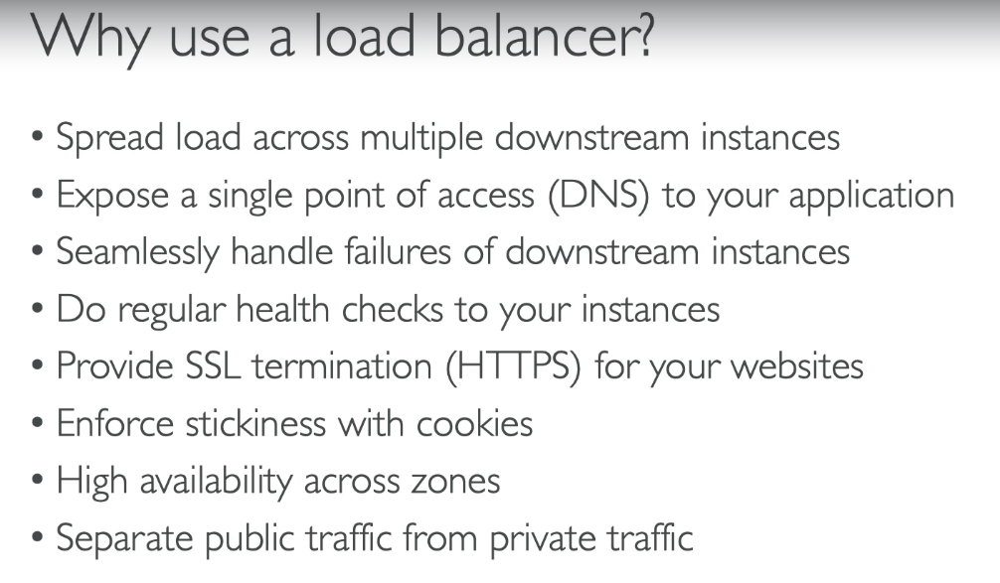 Why use a load balancer?
• Spread load across multiple downstream instances
• Expose a single point of access (DNS) to your application
• Seamlessly handle failures of downstream instances
• Do regular health checks to your instances
• Provide SSL termination (HTTPS) for your websites
• Enforce stickiness with cookies
• High availability across zones
• Separate public traffic from private traffic